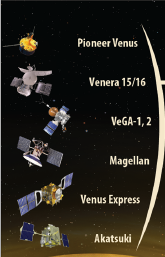 Pioneer Venus
Venera 15/16
VeGA-1, 2
Magellan
Venus Express
Akatsuki